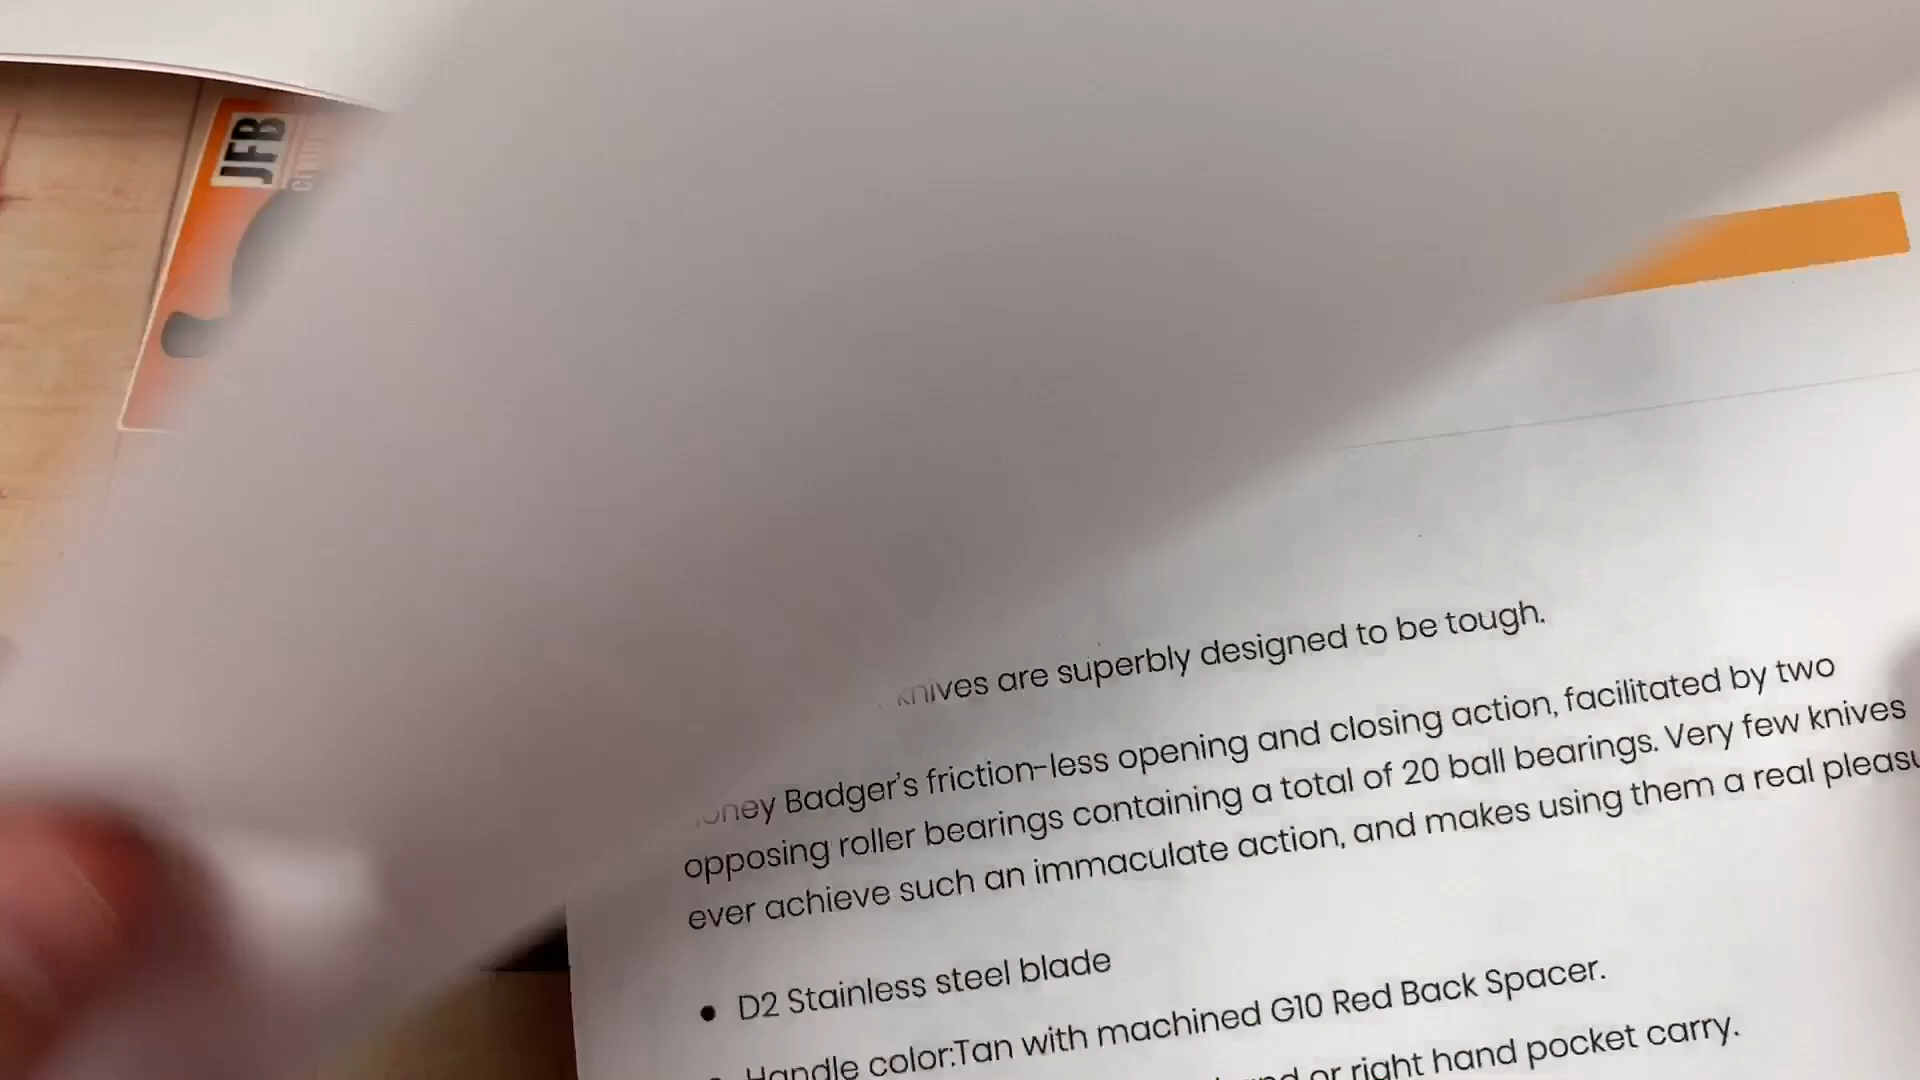 JFB
knives are superbly designed to be tough.
Badger's friction-less opening and closing action, facilitated by two
opposing roller bearings containing a total of 20 ball bearings. Very few knives
ever achieve such an immaculate action, and makes using them a real
• D2 Stainless steel blade
Handle color:Tan with machined G10 Red Back Spacer.
or right hand pocket carry.